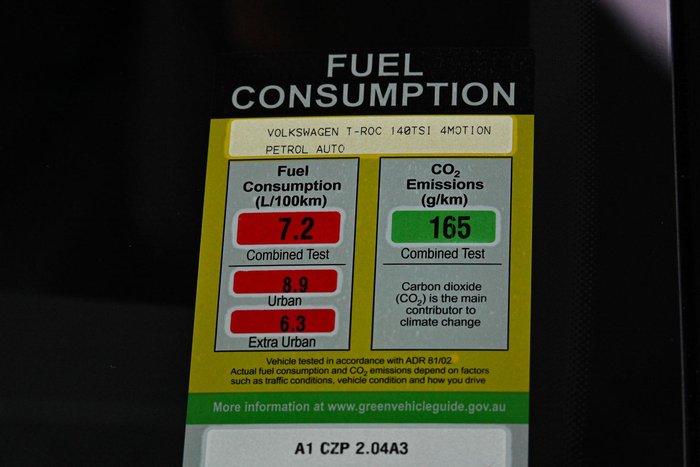 FUEL
CONSUMPTION
VOLKSWAGEN T-ROC 140TSI 4MOTION
PETROL AUTO
Fuel
Consumption
(L/100km)
7.2
Combined Test
8.9
Urban
6.3
Extra Urban
CO₂
Emissions
(g/km)
165
Combined Test
Carbon dioxide
(CO₂) is the main
contributor to
climate change
Vehicle tested in accordance with ADR 81/02
Actual fuel consumption and CO₂ emissions depend on factors
such as traffic conditions, vehicle condition and how you drive
More information at www.greenvehicleguide.gov.au
A1 CZP 2.04A3